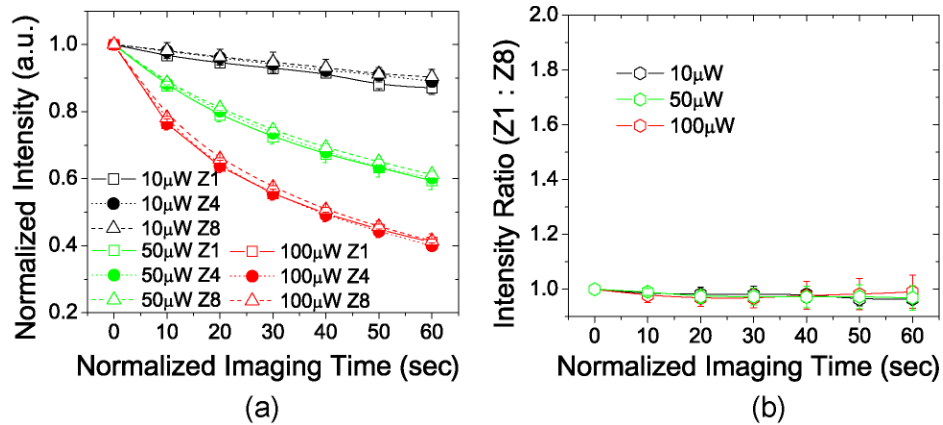 (a)
Normalized Intensity (a.u.)
1.0
0.8
0.6
0.4
0.2
10μW Z1
10μW Z4
10μW Z8
50μW Z1
50μW Z4
50μW Z8
100μW Z1
100μW Z4
100μW Z8
0 10 20 30 40 50 60
Normalized Imaging Time (sec)
(a)
Intensity Ratio (Z1 : Z8)
2.0
1.8
1.6
1.4
1.2
1.0
10μW
50μW
100μW
0 10 20 30 40 50 60
Normalized Imaging Time (sec)
(b)